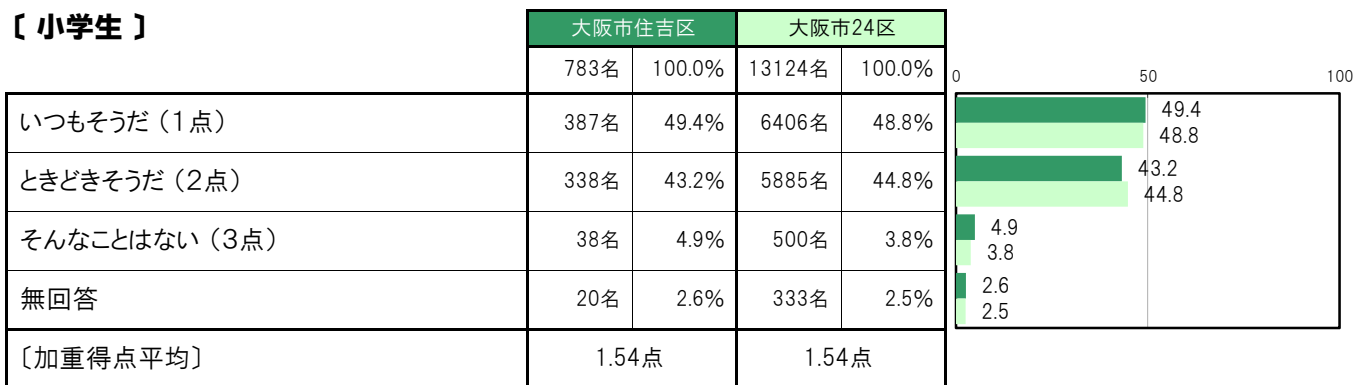 〔 小学生 〕
大阪市住吉区 大阪市24区
783名 100.0% 13124名 100.0% 0 50 100
いつもそうだ（1点） 387名 49.4% 6406名 48.8% 49.4
48.8
ときどきそうだ（2点） 338名 43.2% 5885名 44.8% 43.2
44.8
そんなことはない（3点） 38名 4.9% 500名 3.8% 4.9
3.8
無回答 20名 2.6% 333名 2.5% 2.6
2.5
〔加重得点平均〕 1.54点 1.54点